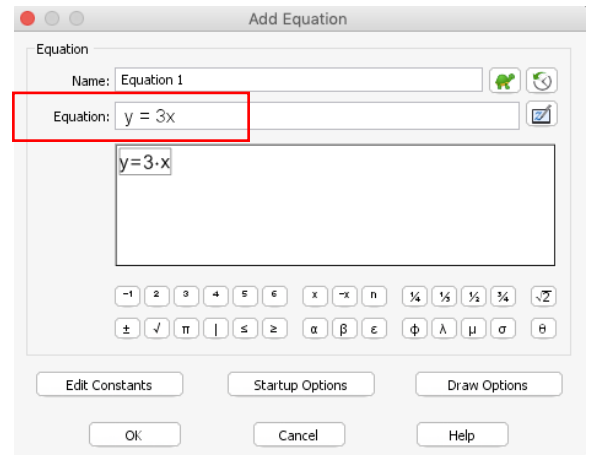 Add Equation
Equation
Name: Equation 1
Equation: y = 3x
y=3·x
-1 2 3 4 5 6 x -x n ¼ ⅓ ½ ¾ √2
± √ π | ≤ ≥ α β ε ϕ λ μ σ θ
Edit Constants Startup Options Draw Options
OK Cancel Help